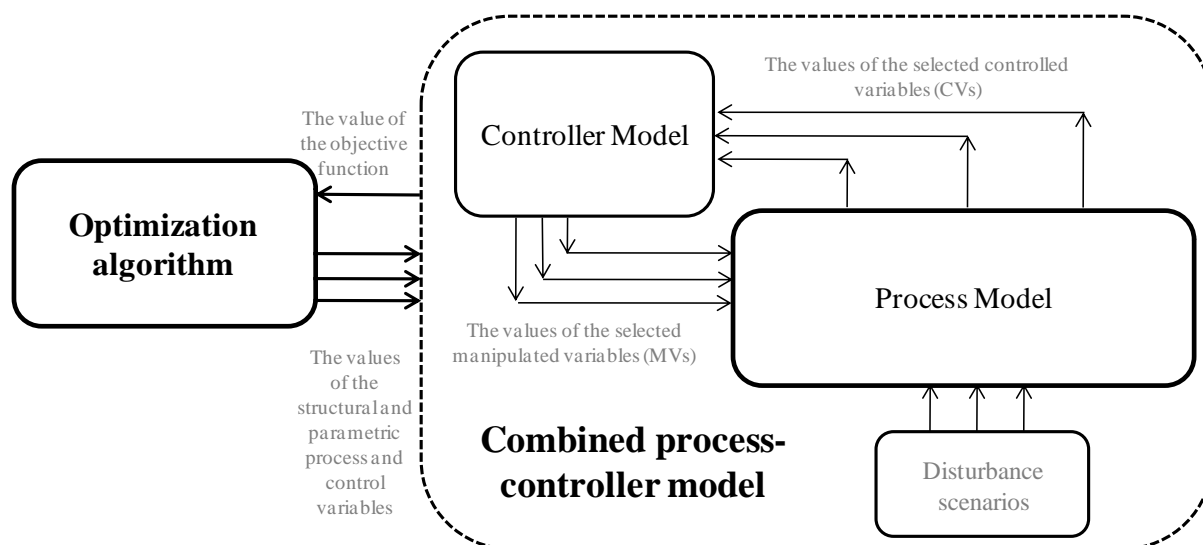 The values of the selected controlled
variables (CVs)
Controller Model
The value of
the objective
function
Optimization
algorithm
Process Model
The values of the selected
manipulated variables (MVs)
The values
of the
structural and
parametric
process and
control
variables
Combined process-
controller model
Disturbance
scenarios